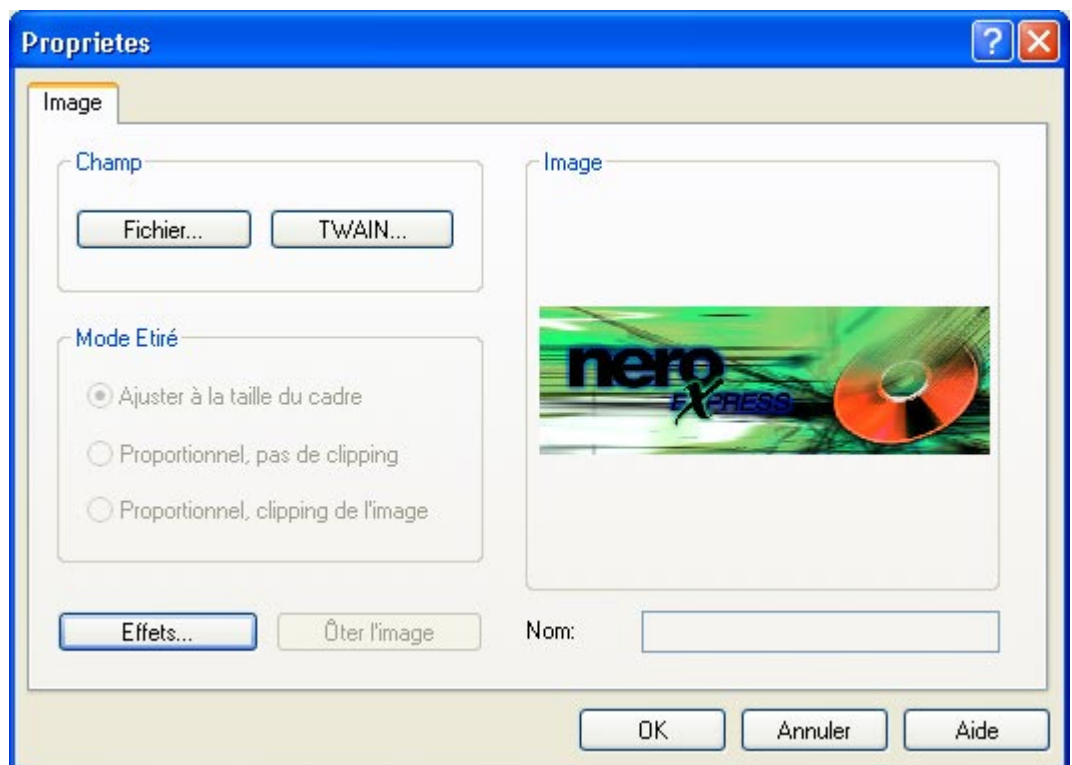 Proprietes
Image
Champ
Fichier...
TWAIN...
Mode Etiré
Ajuster à la taille du cadre
Proportionnel, pas de clipping
Proportionnel, clipping de l'image
Effets...
Ôter l'image
Image
nero
EXPRESS
Nom:
OK
Annuler
Aide